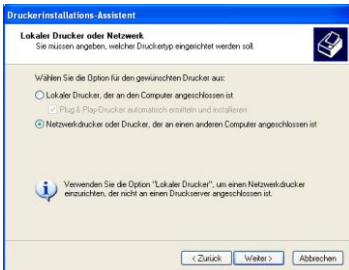 Druckerinstallations-Assistent
Lokaler Drucker oder Netzwerk
Sie müssen angeben, welcher Druckertyp eingerichtet werden soll.
Wählen Sie die Option für den gewünschten Drucker aus:
Lokaler Drucker, der an den Computer angeschlossen ist
Plug & Play-Drucker automatisch ermitteln und installieren
Netzwerkdrucker oder Drucker, der an einen anderen Computer angeschlossen ist
Verwenden Sie die Option "Lokaler Drucker", um einen Netzwerkdrucker
einzurichten, der nicht an einen Druckserver angeschlossen ist.
< Zurück Weiter > Abbrechen